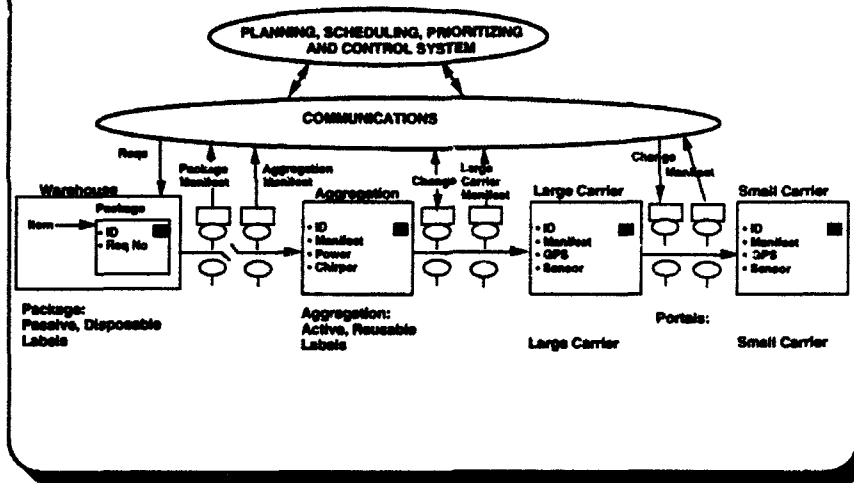 PLANNING, SCHEDULING, PRIORITIZING
AND CONTROL SYSTEM
COMMUNICATIONS
Reqs
Package
Manifest
Aggregation
Manifest
Change
Large
Carrier
Manifest
Change
Manifest
Warehouse
Package
Item
• ID
• Req No
Aggregation
• ID
• Manifest
• Power
• Chirper
Large Carrier
• ID
• Manifest
• GPS
• Sensor
Small Carrier
• ID
• Manifest
• GPS
• Sensor
Package:
Passive, Disposable
Labels
Aggregation:
Active, Reusable
Labels
Large Carrier
Portals:
Small Carrier